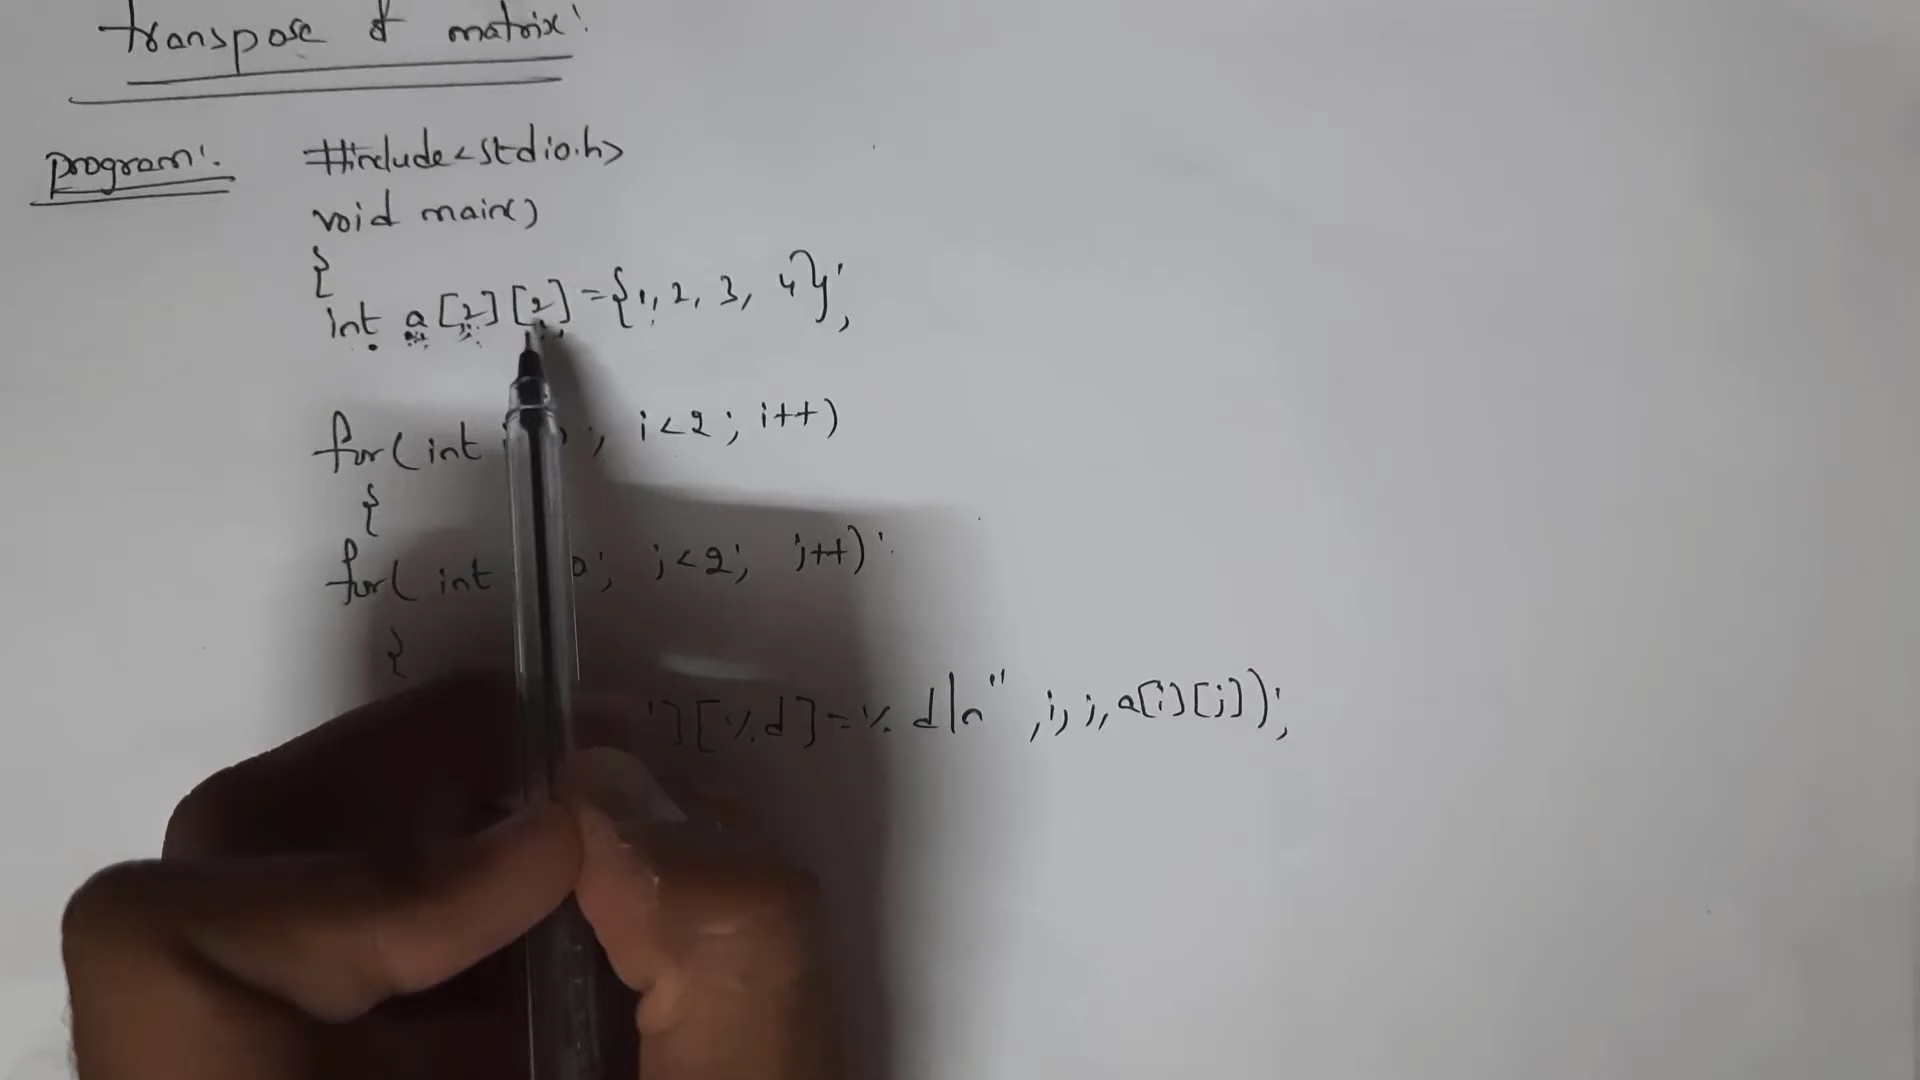 transpose of matrix:
program:
#include<stdio.h>
void main()
{
int a[2][2]={1, 2, 3, 4};
for(int ; i<2; i++)
{
for( int 0; j<2; j++)
{
][%d]=%d\n" ,i, j, a[i][j]);